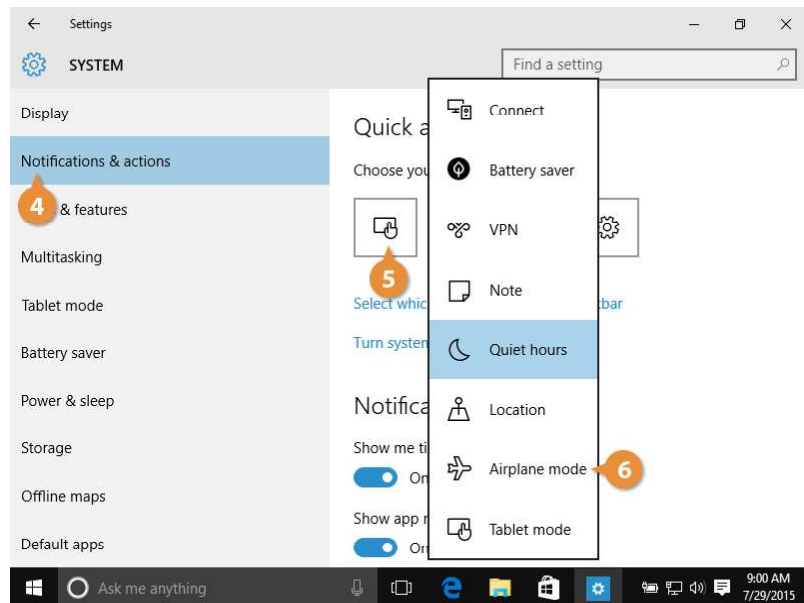 Settings
SYSTEM
Find a setting
Display
Notifications & actions
4
& features
Multitasking
Tablet mode
Battery saver
Power & sleep
Storage
Offline maps
Default apps
Quick a
Choose you
5
Select whic
bar
Turn system
Notifica
Show me ti
On
Show app n
On
Connect
Battery saver
VPN
Note
Quiet hours
Location
Airplane mode
6
Tablet mode
Ask me anything
9:00 AM
7/29/2015